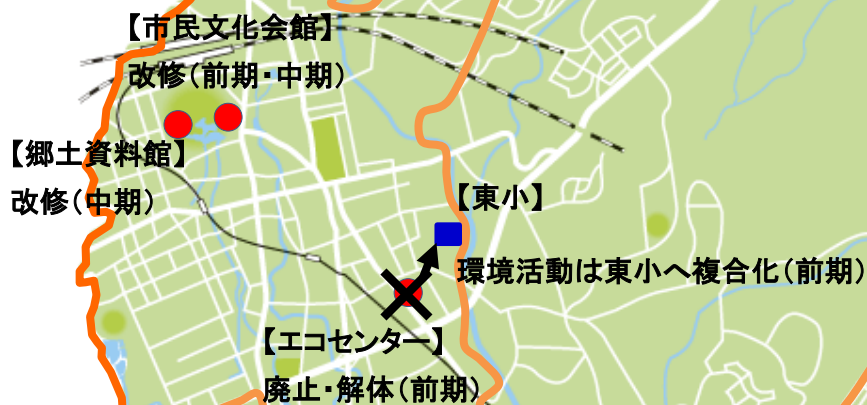 【市民文化会館】
改修(前期・中期)
【郷土資料館】
改修(中期)
【東小】
環境活動は東小へ複合化(前期)
【エコセンター】
廃止・解体(前期)